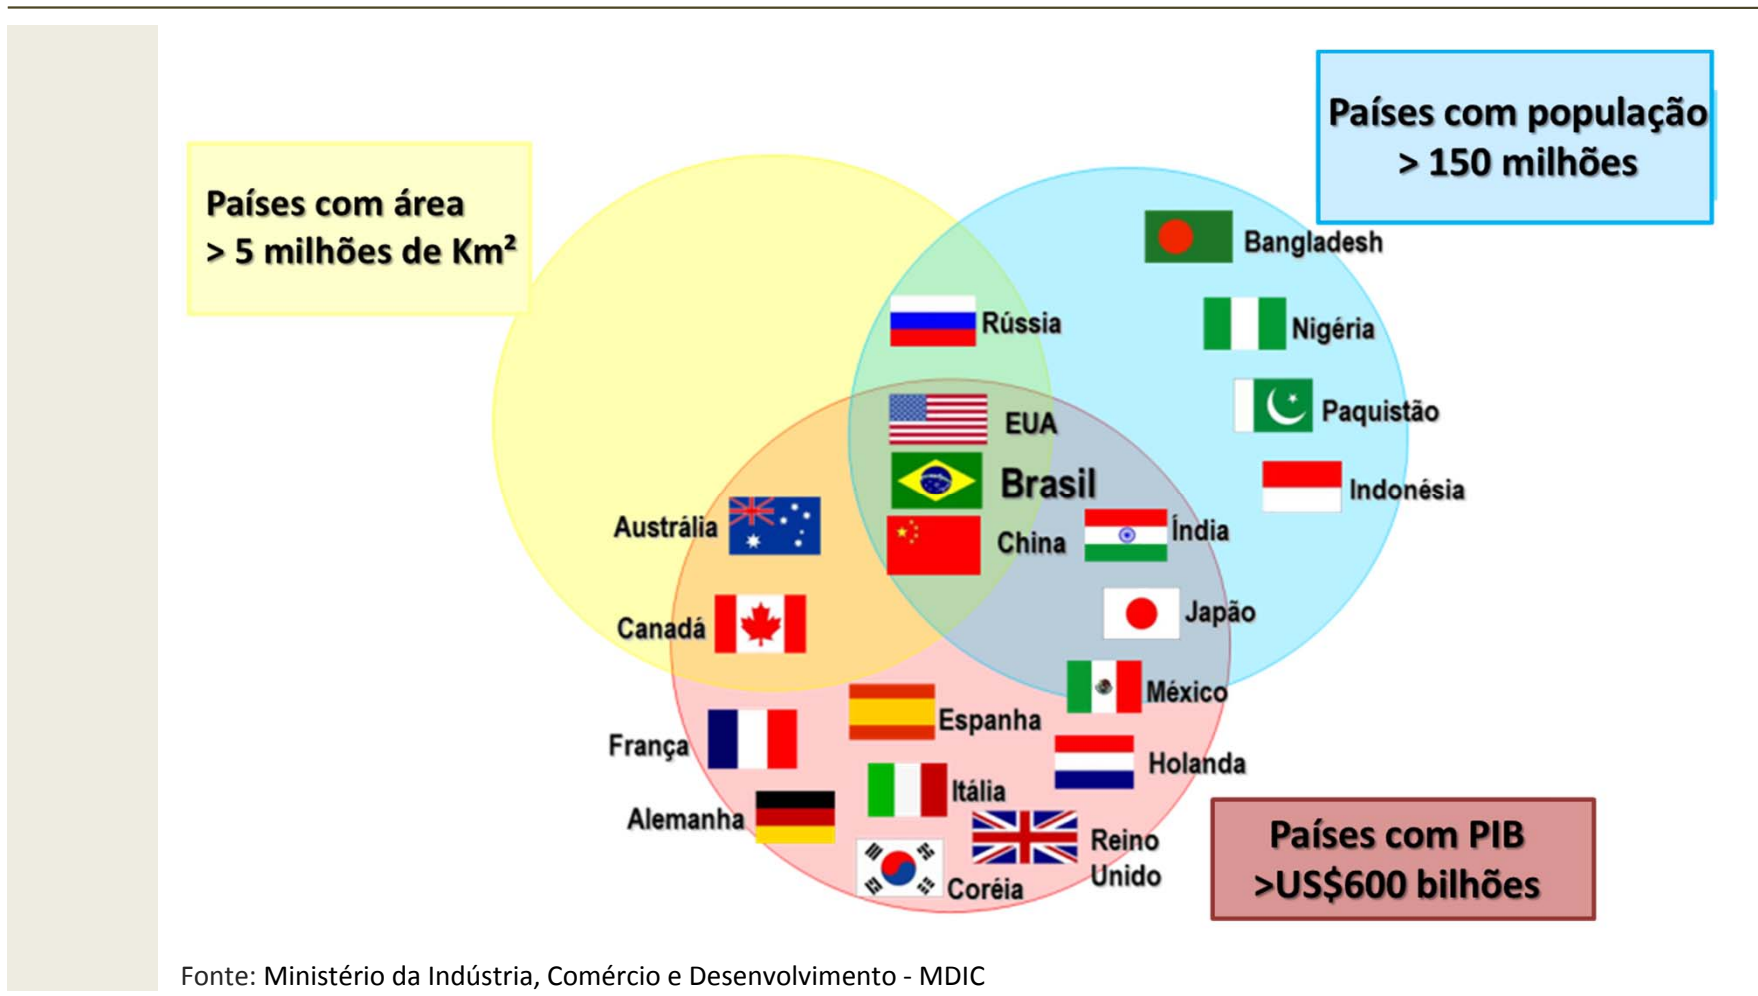 Países com população
> 150 milhões
Países com área
> 5 milhões de Km²
Bangladesh
Rússia
Nigéria
EUA
Paquistão
Brasil
Indonésia
Austrália
China
Índia
Canadá
Japão
México
Espanha
França
Holanda
Itália
Alemanha
Reino
Unido
Coréia
Países com PIB
>US$600 bilhões
Fonte: Ministério da Indústria, Comércio e Desenvolvimento - MDIC